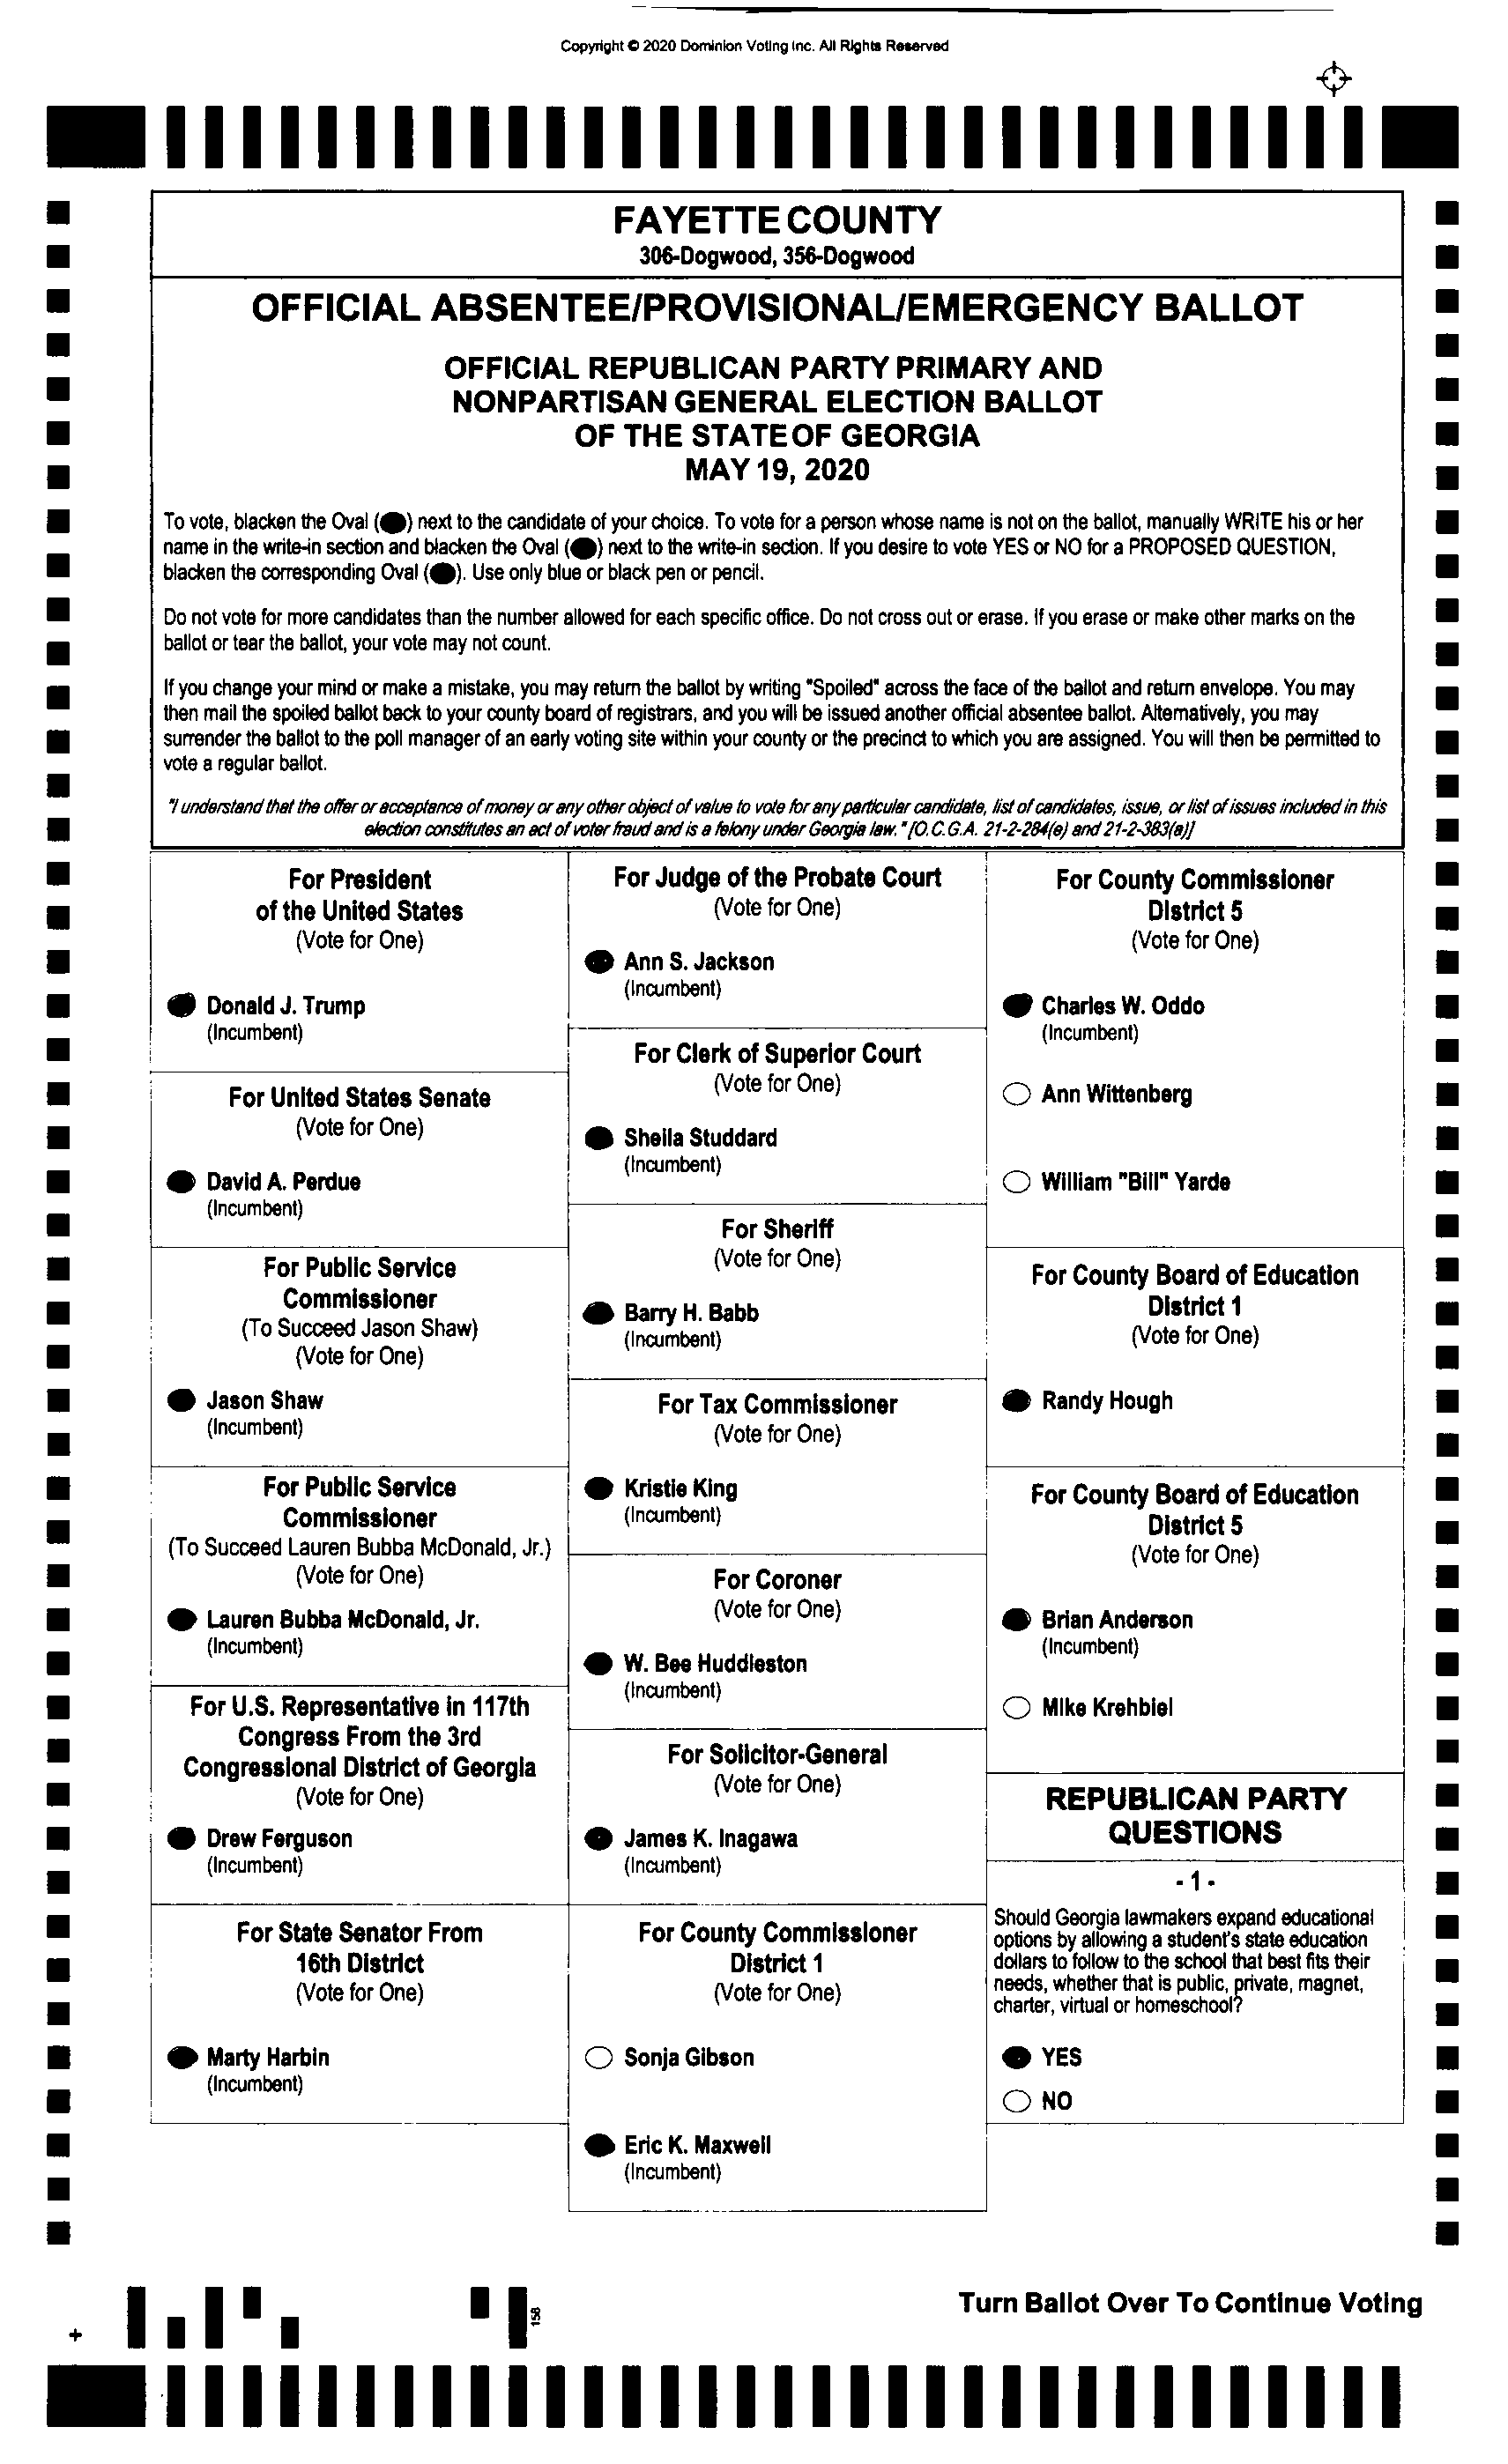 Copyright © 2020 Dominion Voting Inc. All Rights Reserved
FAYETTE COUNTY
306-Dogwood, 356-Dogwood
OFFICIAL ABSENTEE/PROVISIONAL/EMERGENCY BALLOT
OFFICIAL REPUBLICAN PARTY PRIMARY AND
NONPARTISAN GENERAL ELECTION BALLOT
OF THE STATE OF GEORGIA
MAY 19, 2020
To vote, blacken the Oval (⬬) next to the candidate of your choice. To vote for a person whose name is not on the ballot, manually WRITE his or her
name in the write-in section and blacken the Oval (⬬) next to the write-in section. If you desire to vote YES or NO for a PROPOSED QUESTION,
blacken the corresponding Oval (⬬). Use only blue or black pen or pencil.
Do not vote for more candidates than the number allowed for each specific office. Do not cross out or erase. If you erase or make other marks on the
ballot or tear the ballot, your vote may not count.
If you change your mind or make a mistake, you may return the ballot by writing "Spoiled" across the face of the ballot and return envelope. You may
then mail the spoiled ballot back to your county board of registrars, and you will be issued another official absentee ballot. Alternatively, you may
surrender the ballot to the poll manager of an early voting site within your county or the precinct to which you are assigned. You will then be permitted to
vote a regular ballot.
"I understand that the offer or acceptance of money or any other object of value to vote for any particular candidate, list of candidates, issue, or list of issues included in this
election constitutes an act of voter fraud and is a felony under Georgia law." [O.C.G.A. 21-2-284(e) and 21-2-383(a)]
For President
of the United States
(Vote for One)
Donald J. Trump
(Incumbent)
For United States Senate
(Vote for One)
David A. Perdue
(Incumbent)
For Public Service
Commissioner
(To Succeed Jason Shaw)
(Vote for One)
Jason Shaw
(Incumbent)
For Public Service
Commissioner
(To Succeed Lauren Bubba McDonald, Jr.)
(Vote for One)
Lauren Bubba McDonald, Jr.
(Incumbent)
For U.S. Representative in 117th
Congress From the 3rd
Congressional District of Georgia
(Vote for One)
Drew Ferguson
(Incumbent)
For State Senator From
16th District
(Vote for One)
Marty Harbin
(Incumbent)
For Judge of the Probate Court
(Vote for One)
Ann S. Jackson
(Incumbent)
For Clerk of Superior Court
(Vote for One)
Sheila Studdard
(Incumbent)
For Sheriff
(Vote for One)
Barry H. Babb
(Incumbent)
For Tax Commissioner
(Vote for One)
Kristie King
(Incumbent)
For Coroner
(Vote for One)
W. Bee Huddleston
(Incumbent)
For Solicitor-General
(Vote for One)
James K. Inagawa
(Incumbent)
For County Commissioner
District 1
(Vote for One)
Sonja Gibson
Eric K. Maxwell
(Incumbent)
For County Commissioner
District 5
(Vote for One)
Charles W. Oddo
(Incumbent)
Ann Wittenberg
William "Bill" Yarde
For County Board of Education
District 1
(Vote for One)
Randy Hough
For County Board of Education
District 5
(Vote for One)
Brian Anderson
(Incumbent)
Mike Krehbiel
REPUBLICAN PARTY
QUESTIONS
- 1 -
Should Georgia lawmakers expand educational
options by allowing a student's state education
dollars to follow to the school that best fits their
needs, whether that is public, private, magnet,
charter, virtual or homeschool?
YES
NO
158
Turn Ballot Over To Continue Voting